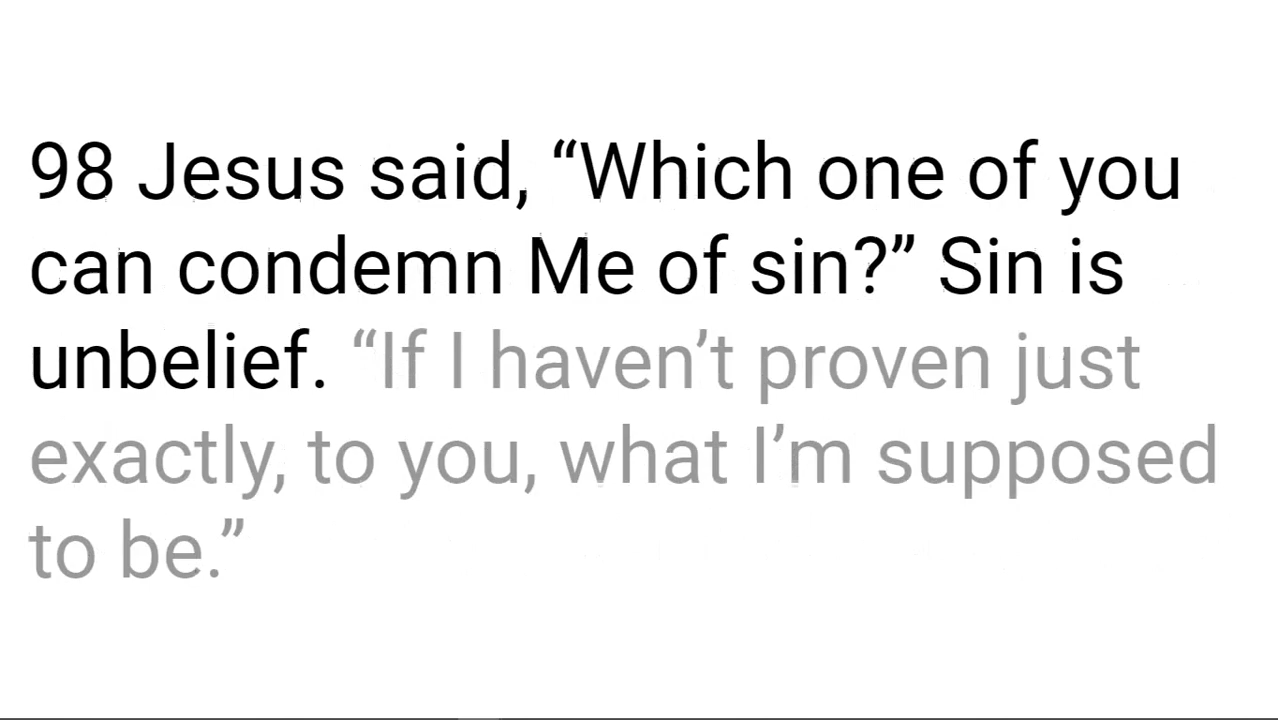 98 Jesus said, “Which one of you
can condemn Me of sin?” Sin is
unbelief. “If I haven’t proven just
exactly, to you, what I’m supposed
to be.”